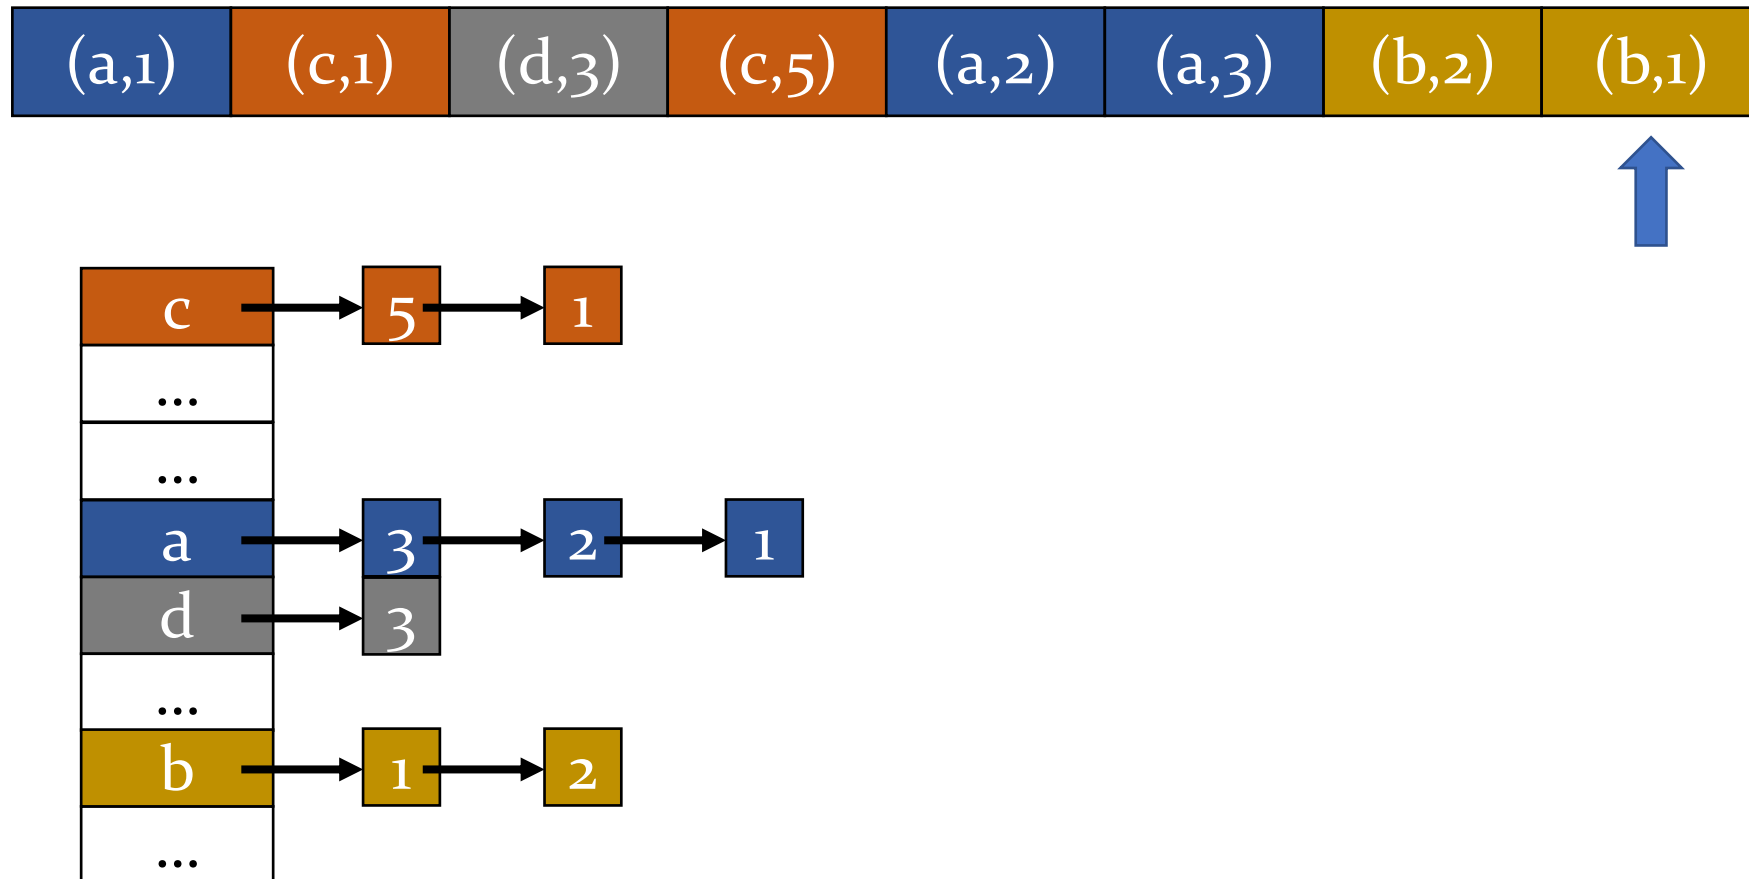 (a,1) (c,1) (d,3) (c,5) (a,2) (a,3) (b,2) (b,1)
c 5 1
...
...
a 3 2 1
d 3
...
b 1 2
...